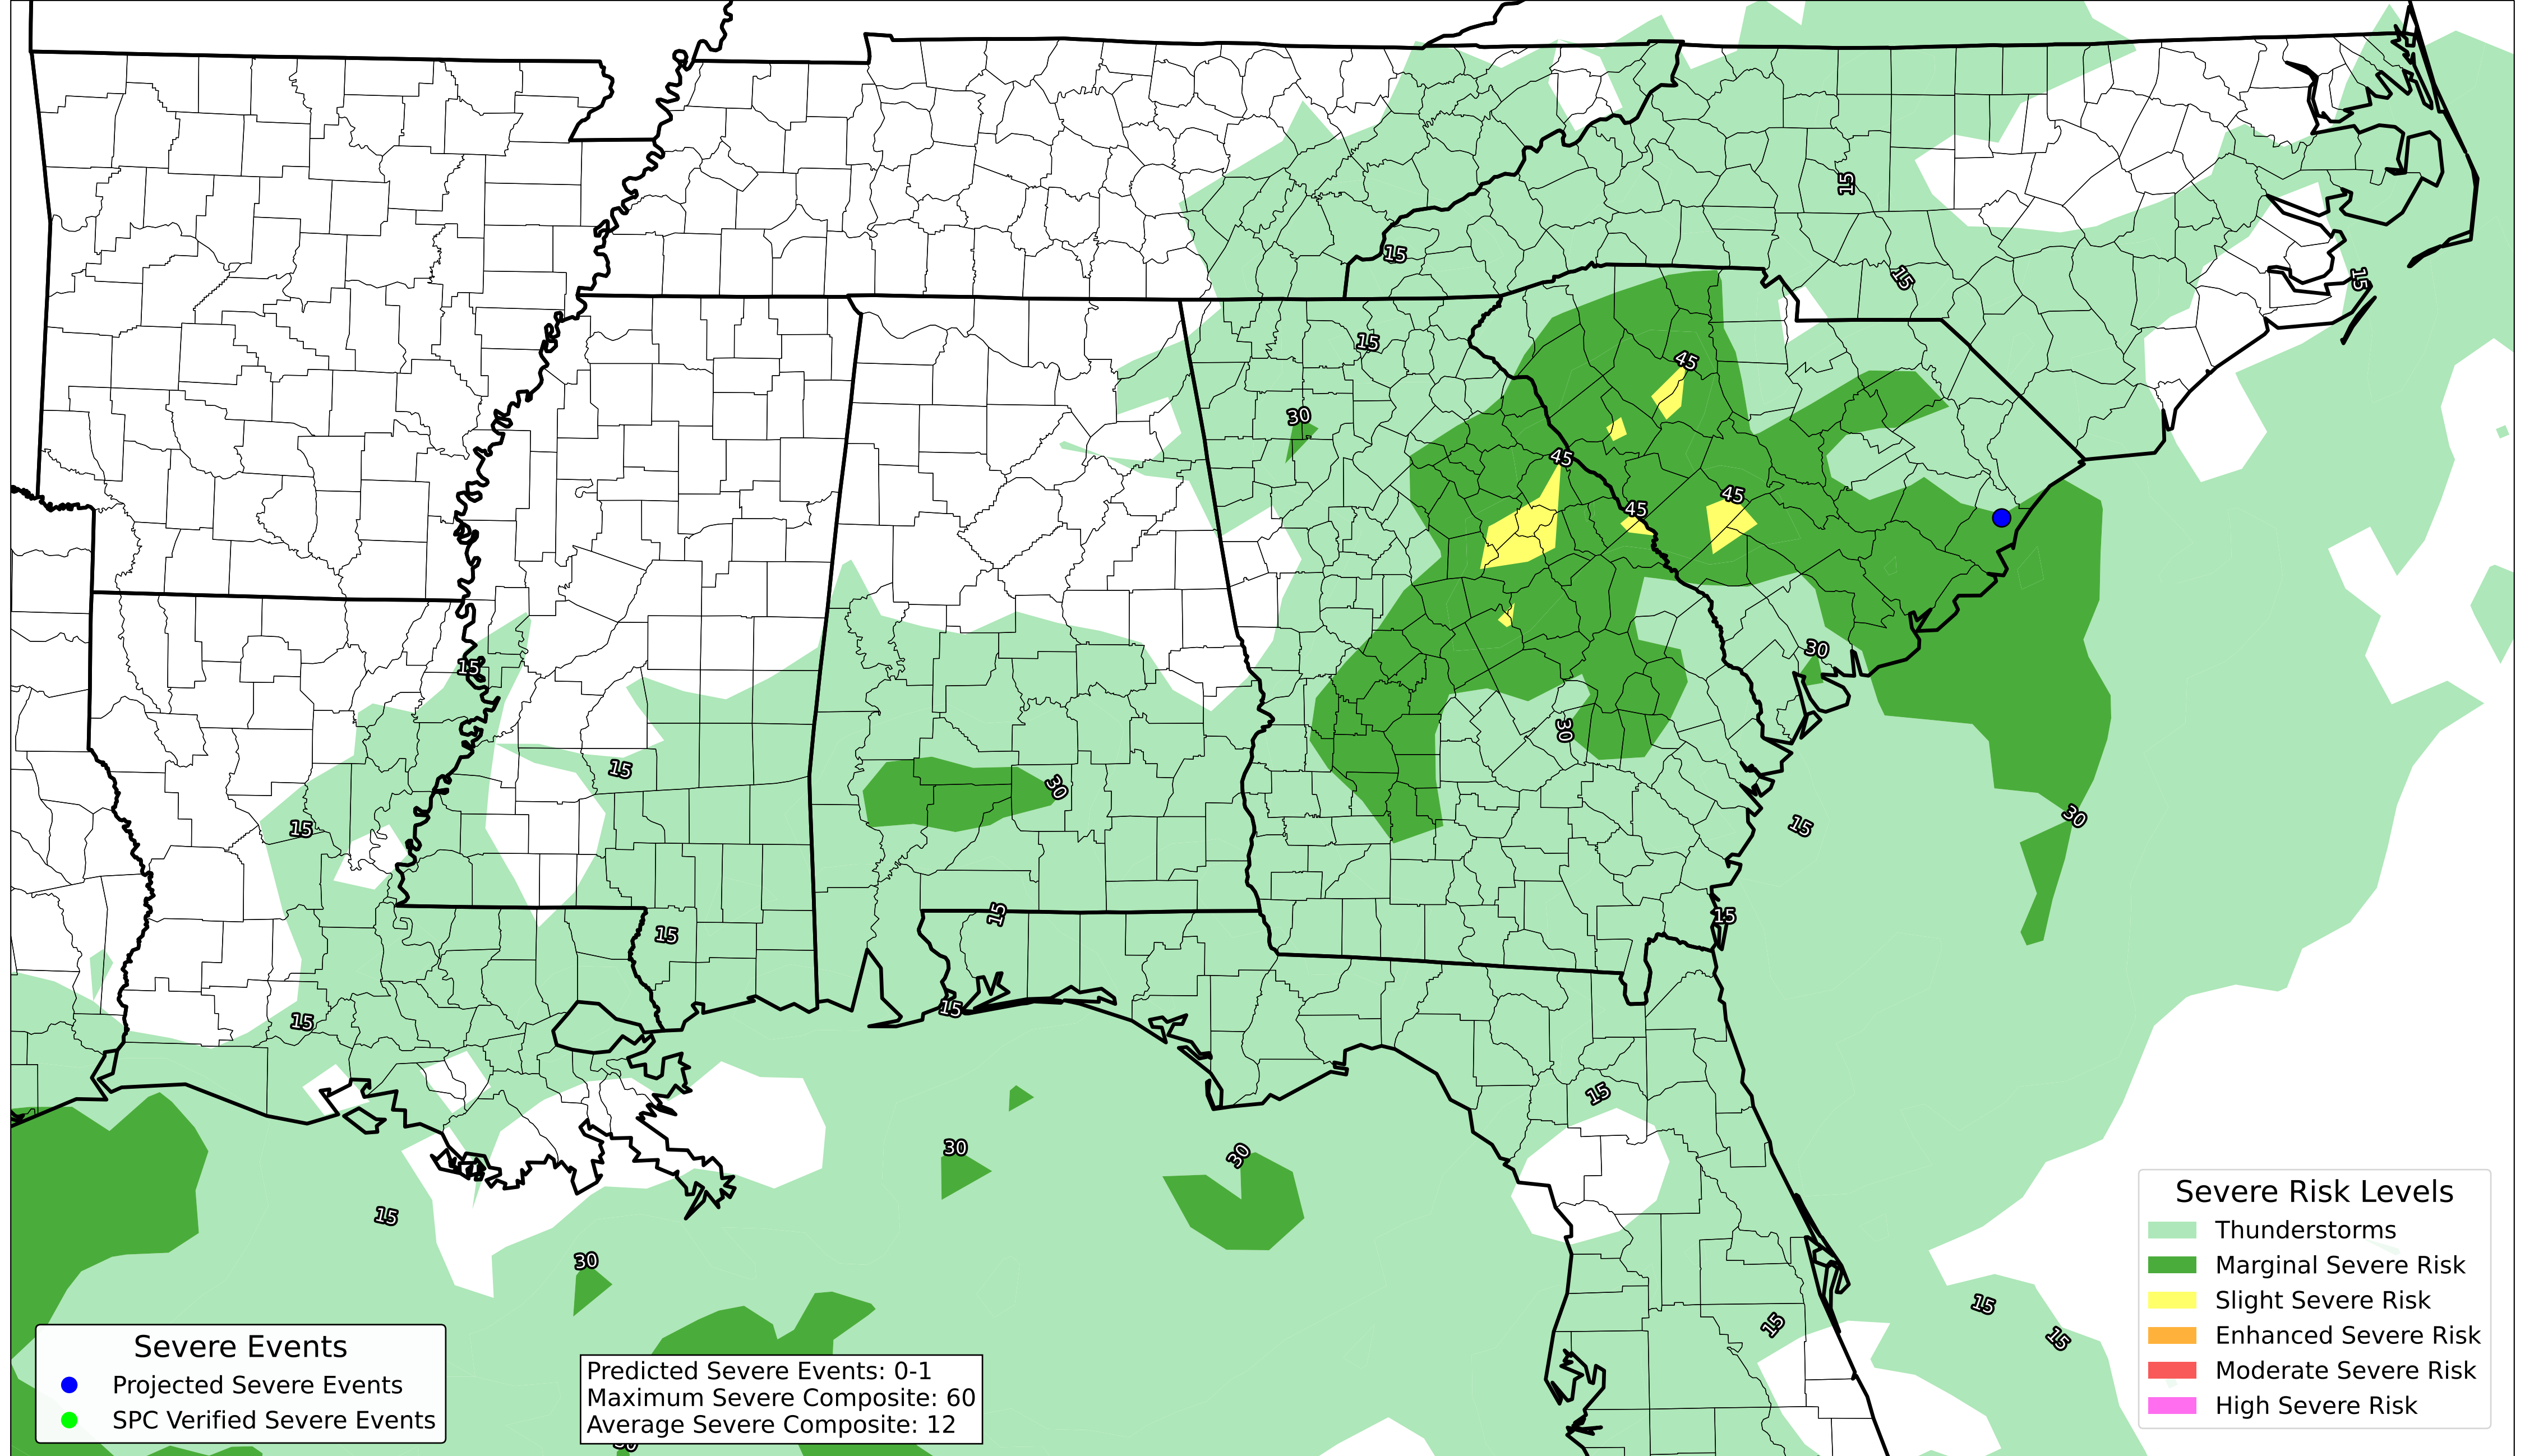 15
15
15
15
15
45
30
45
45
45
30
15
30
15
30
30
15
15
30
15
15
15
15
15
15
15
30
30
15
30
15
15
15
Severe Risk Levels
Thunderstorms
Marginal Severe Risk
Slight Severe Risk
Enhanced Severe Risk
Moderate Severe Risk
High Severe Risk
Severe Events
Projected Severe Events
SPC Verified Severe Events
Predicted Severe Events: 0-1
Maximum Severe Composite: 60
Average Severe Composite: 12